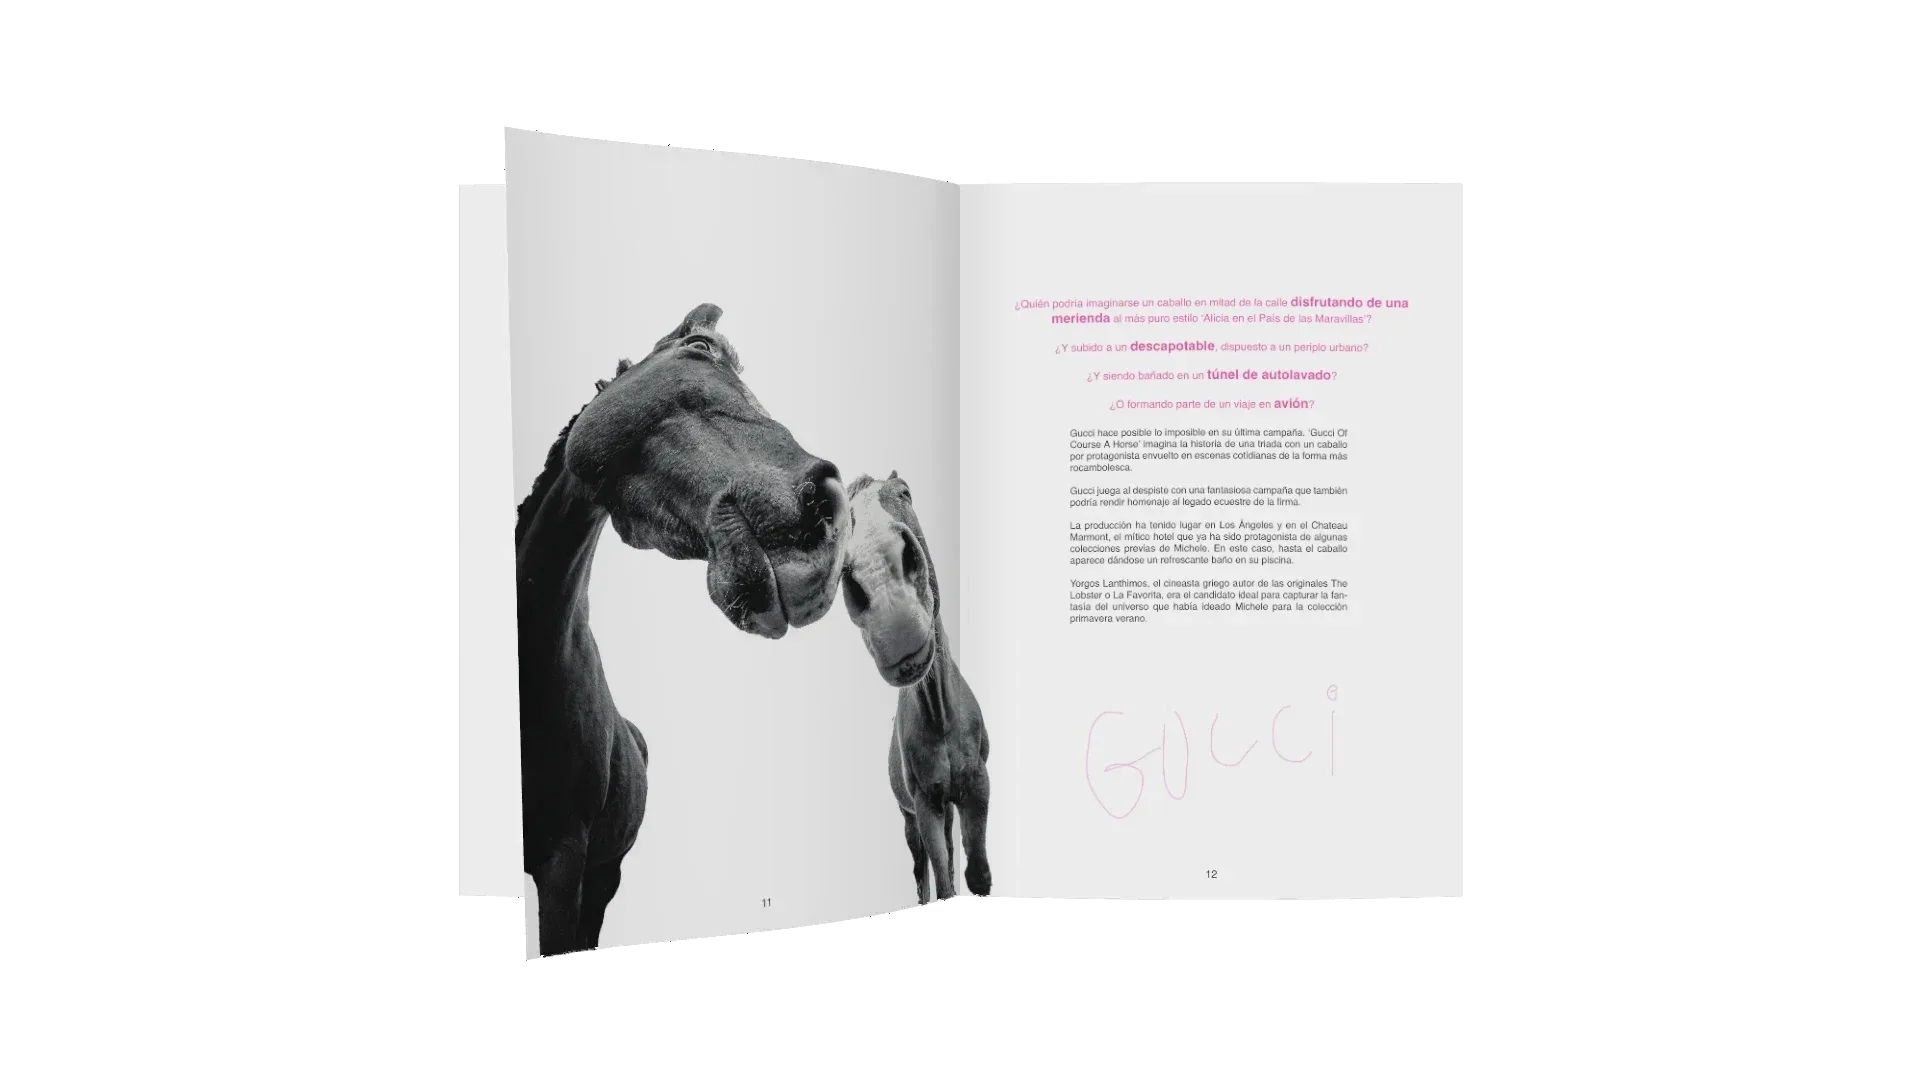 11
¿Quién podría imaginarse un caballo en mitad de la calle disfrutando de una
merienda al más puro estilo ‘Alicia en el País de las Maravillas’?
¿Y subido a un descapotable, dispuesto a un periplo urbano?
¿Y siendo bañado en un túnel de autolavado?
¿O formando parte de un viaje en avión?
Gucci hace posible lo imposible en su última campaña. ‘Gucci Of
Course A Horse’ imagina la historia de una triada con un caballo
por protagonista envuelto en escenas cotidianas de la forma más
rocambolesca.
Gucci juega al despiste con una fantasiosa campaña que también
podría rendir homenaje al legado ecuestre de la firma.
La producción ha tenido lugar en Los Ángeles y en el Chateau
Marmont, el mítico hotel que ya ha sido protagonista de algunas
colecciones previas de Michele. En este caso, hasta el caballo
aparece dándose un refrescante baño en su piscina.
Yorgos Lanthimos, el cineasta griego autor de las originales The
Lobster o La Favorita, era el candidato ideal para capturar la fan-
tasía del universo que había ideado Michele para la colección
primavera verano.
GUCCi
12